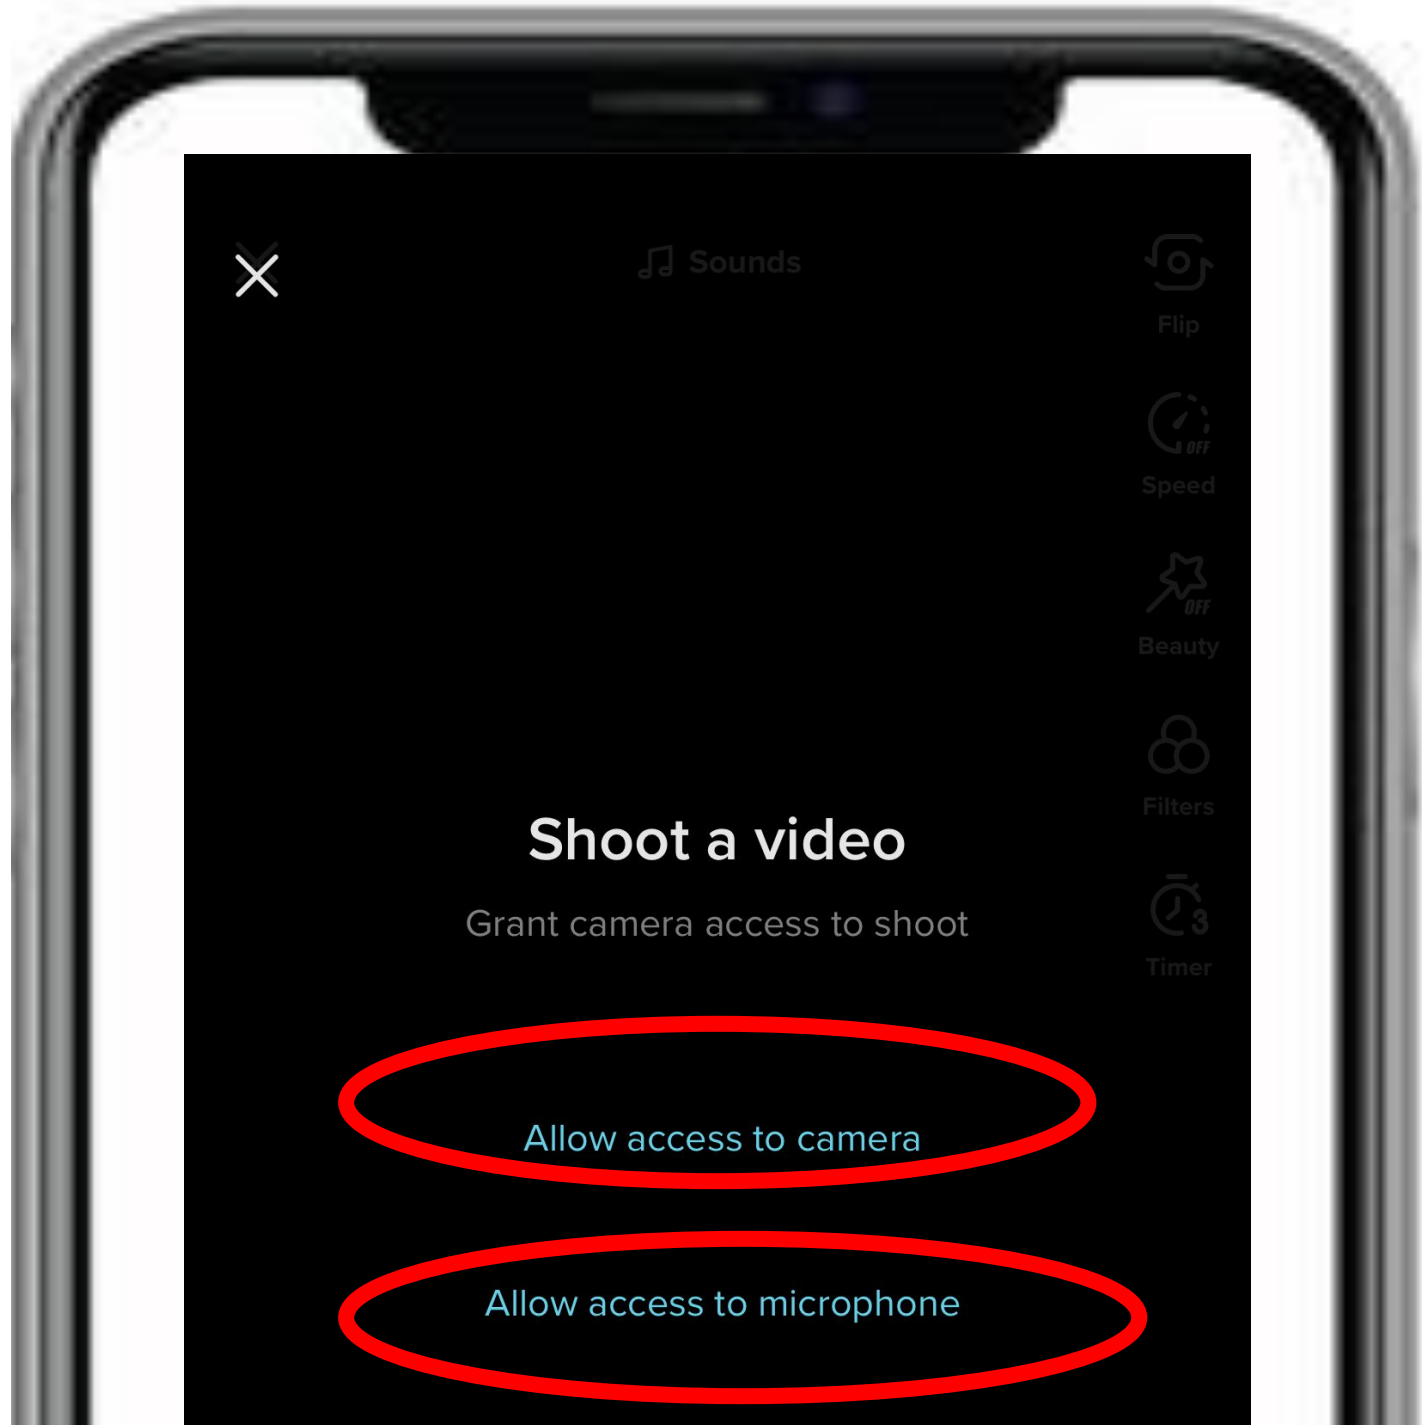 Sounds
Flip
OFF
Speed
OFF
Beauty
Filters
3
Timer
Shoot a video
Grant camera access to shoot
Allow access to camera
Allow access to microphone